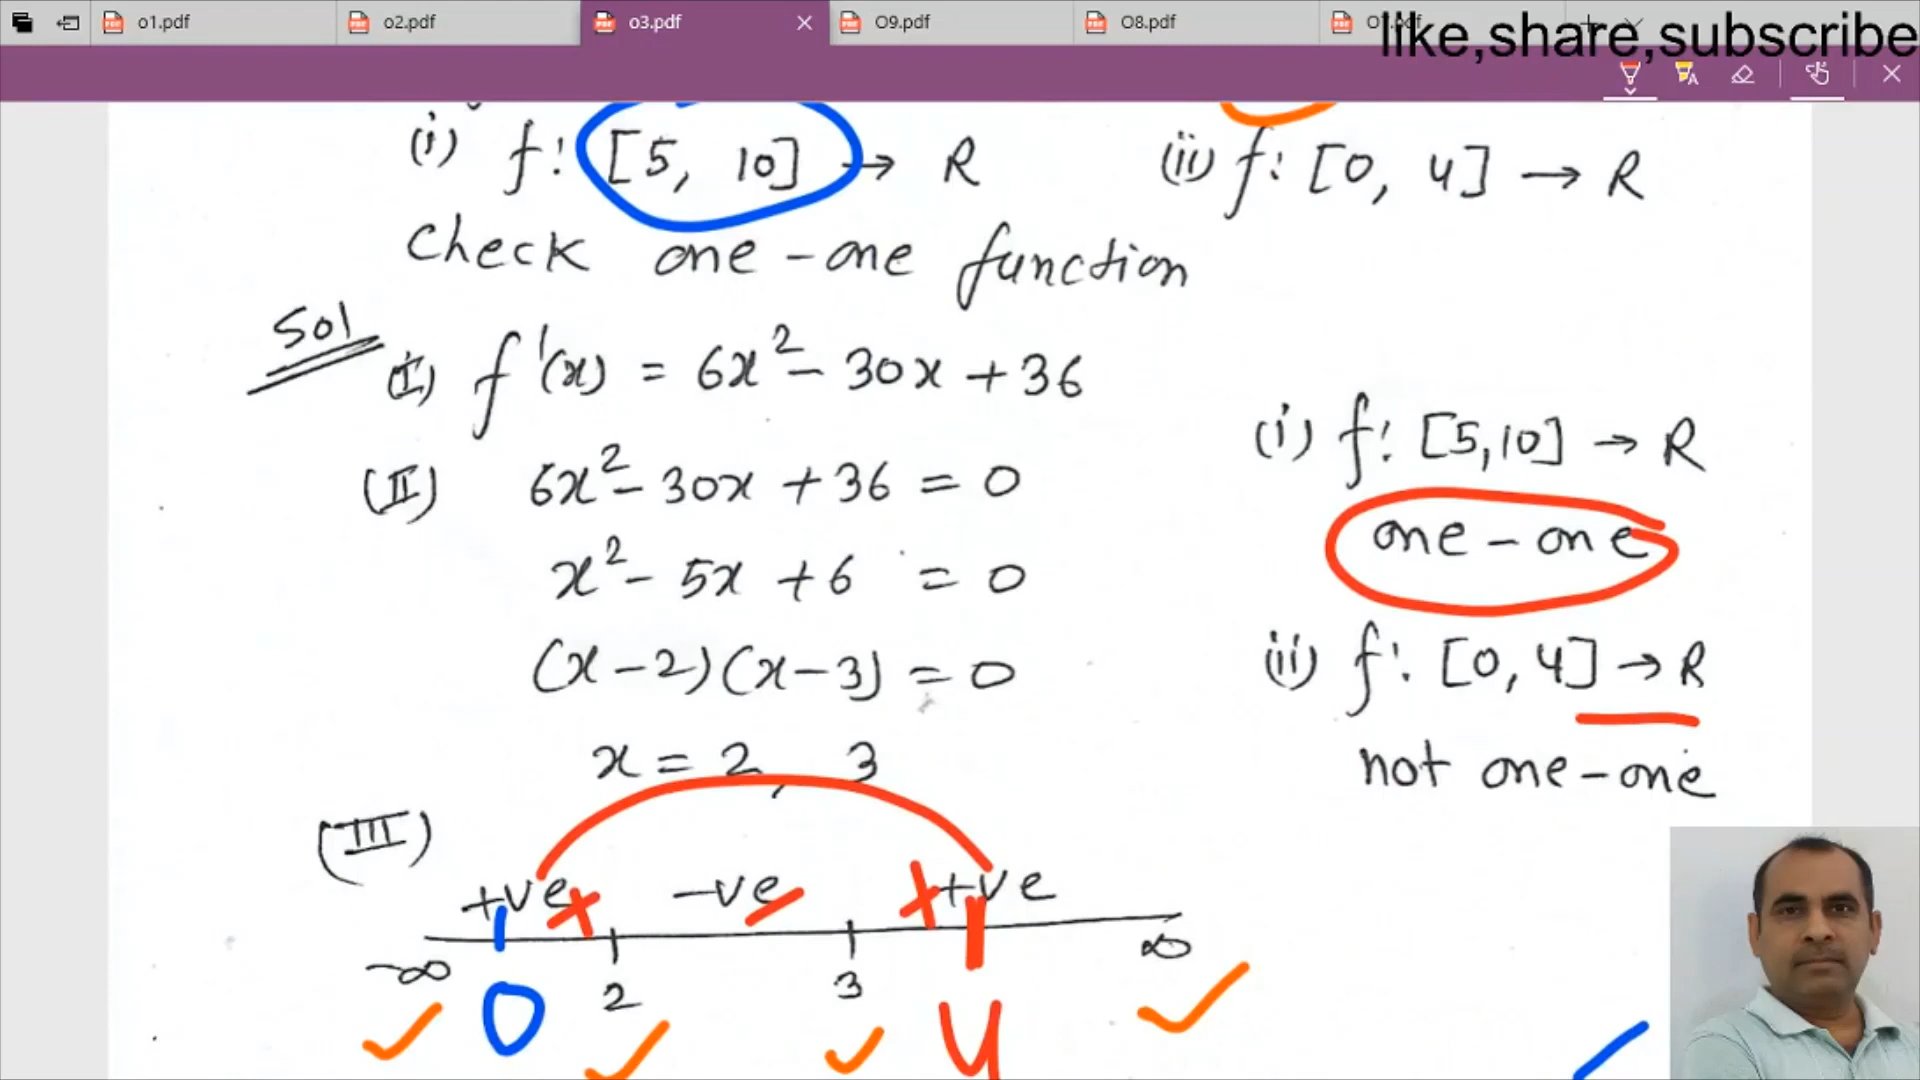 o1.pdf o2.pdf o3.pdf O9.pdf O8.pdf
like,share,subscribe
(i) f: [5, 10] → R (ii) f: [0, 4] → R
Check one-one function
Sol
(I) f'(x) = 6x² - 30x + 36
(II) 6x² - 30x + 36 = 0
x² - 5x + 6 = 0
(x-2)(x-3) = 0
x = 2, 3
(i) f: [5,10] → R
one-one
(ii) f: [0, 4] → R
not one-one
(III)
+ve -ve +ve
-∞ 0 2 3 4 ∞